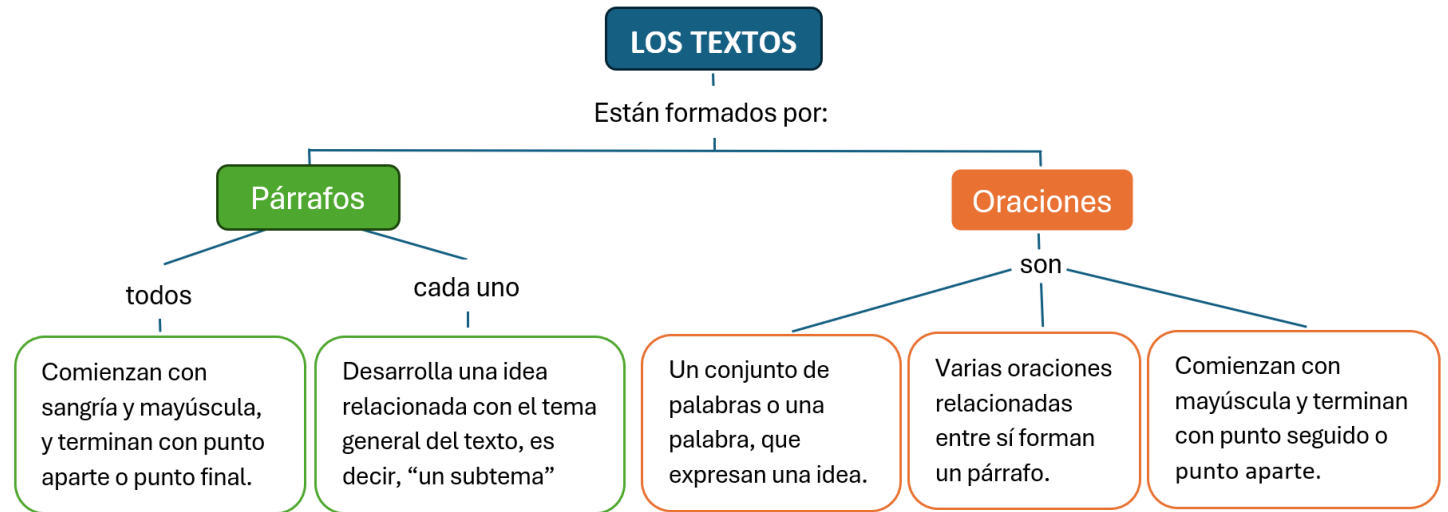 LOS TEXTOS
Están formados por:
Párrafos
Oraciones
todos
cada uno
son
Comienzan con
sangría y mayúscula,
y terminan con punto
aparte o punto final.
Desarrolla una idea
relacionada con el tema
general del texto, es
decir, “un subtema”
Un conjunto de
palabras o una
palabra, que
expresan una idea.
Varias oraciones
relacionadas
entre sí forman
un párrafo.
Comienzan con
mayúscula y terminan
con punto seguido o
punto aparte.